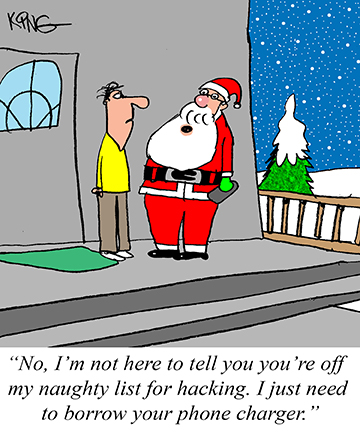 KING
“No, I’m not here to tell you you’re off
my naughty list for hacking. I just need
to borrow your phone charger.”